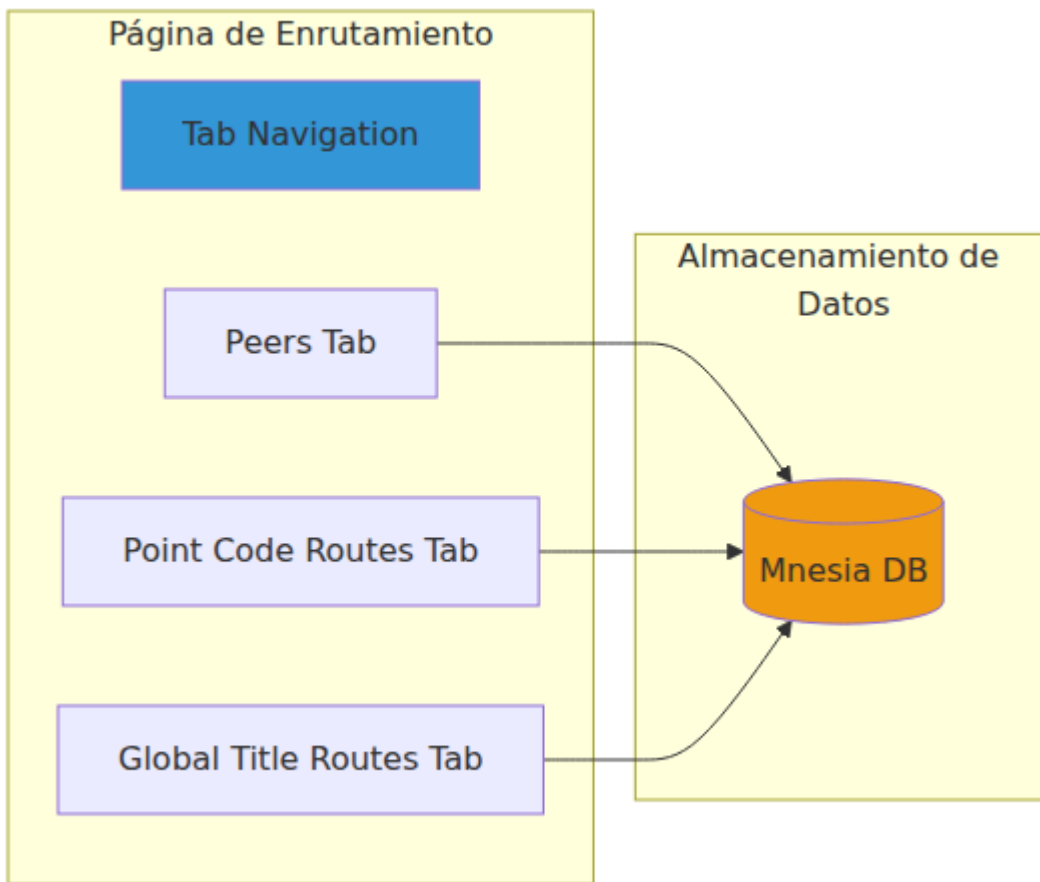 Página de Enrutamiento
Tab Navigation
Peers Tab
Point Code Routes Tab
Global Title Routes Tab
Almacenamiento de
Datos
Mnesia DB